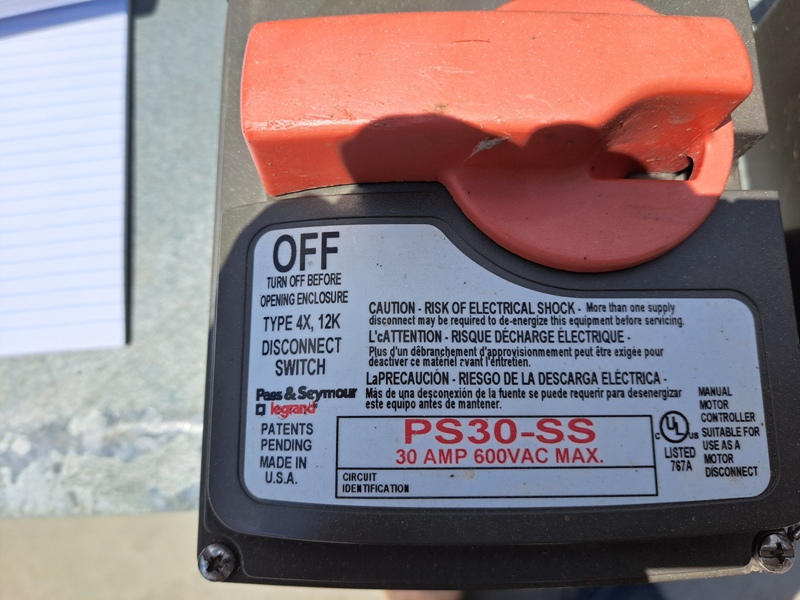 OFF
TURN OFF BEFORE
OPENING ENCLOSURE
TYPE 4X, 12K
DISCONNECT
SWITCH
Pass & Seymour
legrand
PATENTS
PENDING
MADE IN
U.S.A.
CAUTION - RISK OF ELECTRICAL SHOCK - More than one supply
disconnect may be required to de-energize this equipment before servicing.
L'cATTENTION - RISQUE DÉCHARGE ÉLECTRIQUE -
Plus d'un débranchement d'approvisionnement peut être exigée pour
deactiver ce materiel rvant l'entretien.
LaPRECAUCIÓN - RIESGO DE LA DESCARGA ELÉCTRICA -
Más de una desconexión de la fuente se puede requerir para desenergizar
este equipo antes de mantener.
PS30-SS
30 AMP 600VAC MAX.
CIRCUIT
IDENTIFICATION
C UL US
LISTED
767A
MANUAL
MOTOR
CONTROLLER
SUITABLE FOR
USE AS A
MOTOR
DISCONNECT